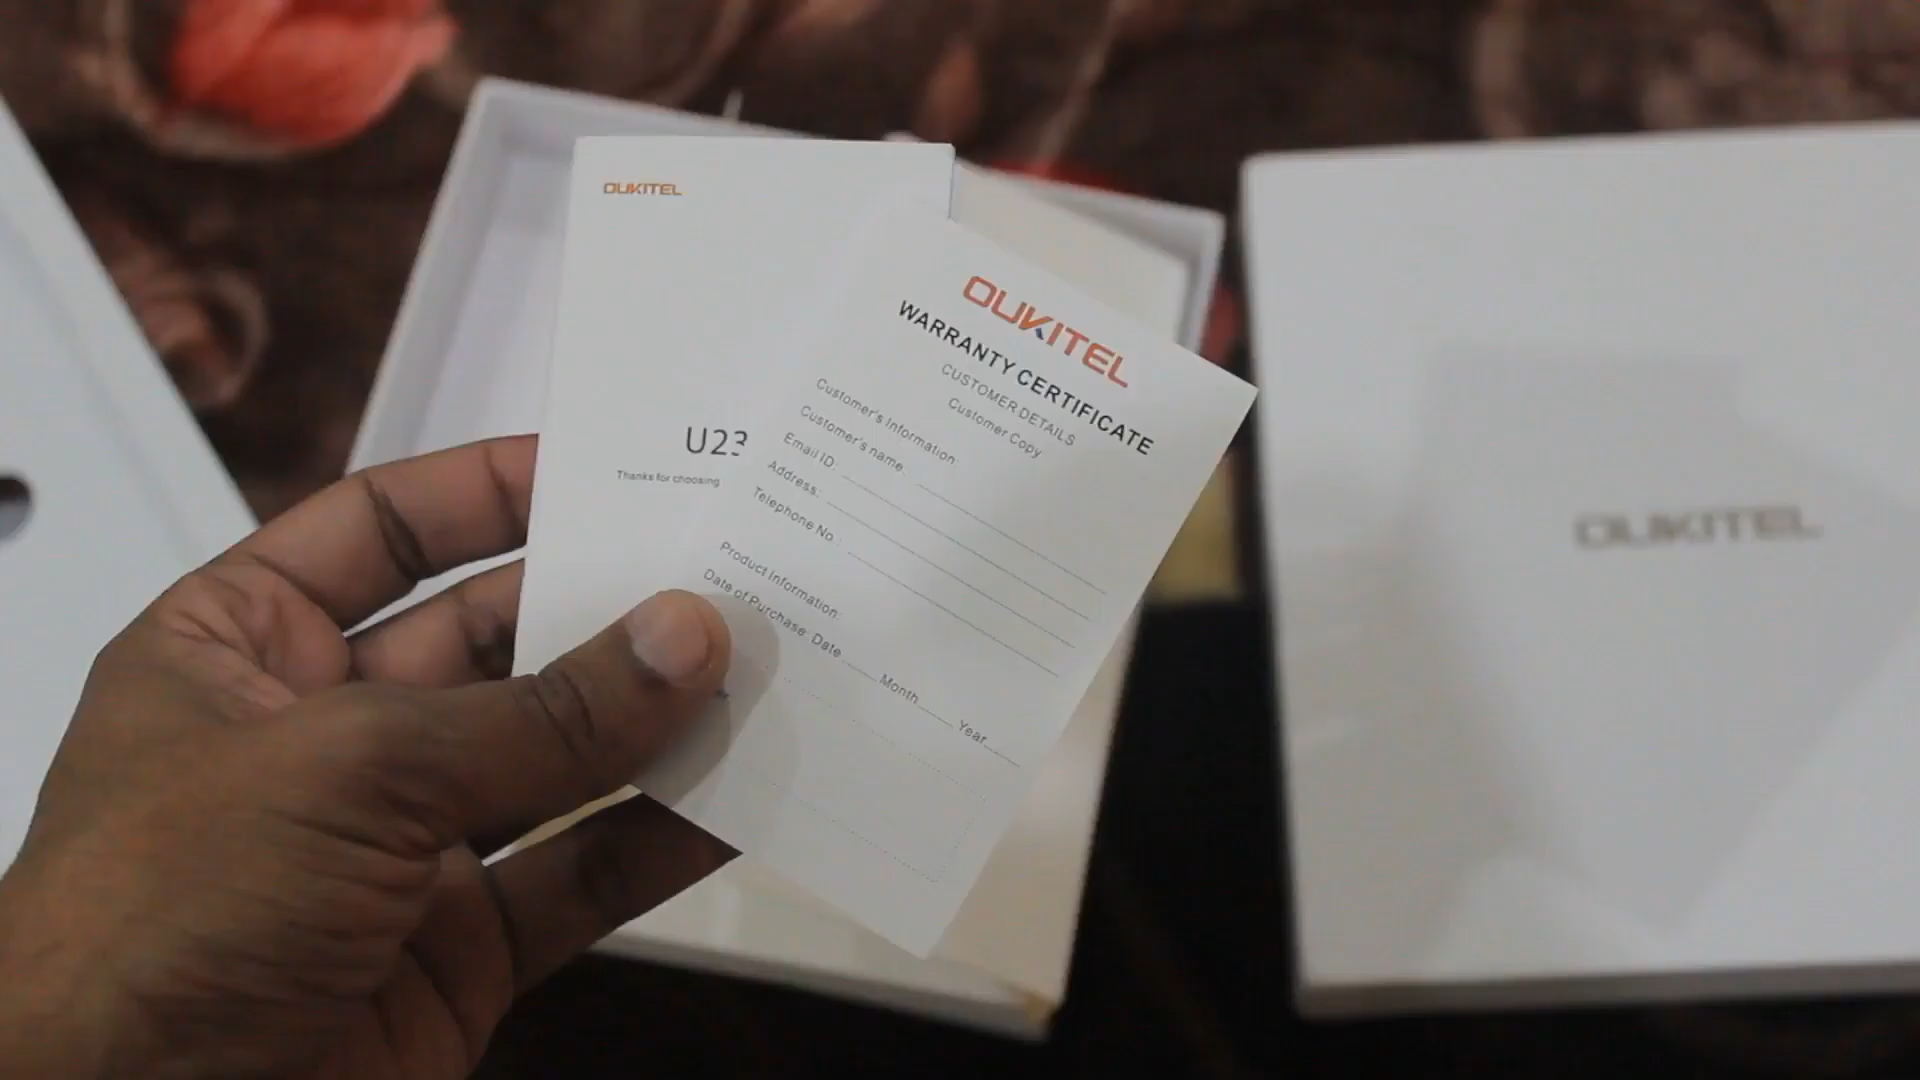 OUKITEL
U23
Thanks for choosing
OUKITEL
WARRANTY CERTIFICATE
CUSTOMER DETAILS
Customer Copy
Customer's Information:
Customer's name:
Email ID:
Address:
Telephone No.:
Product Information:
Date of Purchase: Date Month Year
OUKITEL